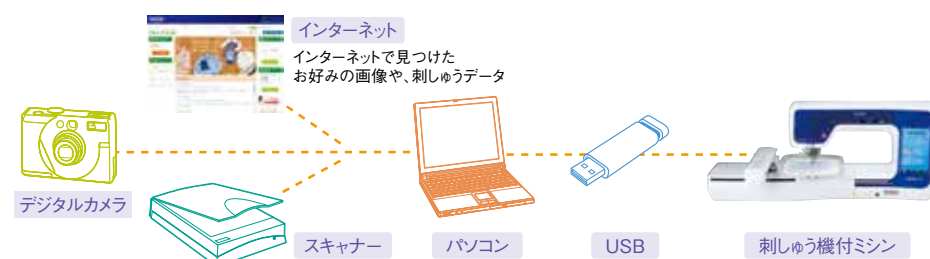 インターネット
インターネットで見つけた
お好みの画像や、刺しゅうデータ
デジタルカメラ
スキャナー
パソコン
USB
刺しゅう機付ミシン